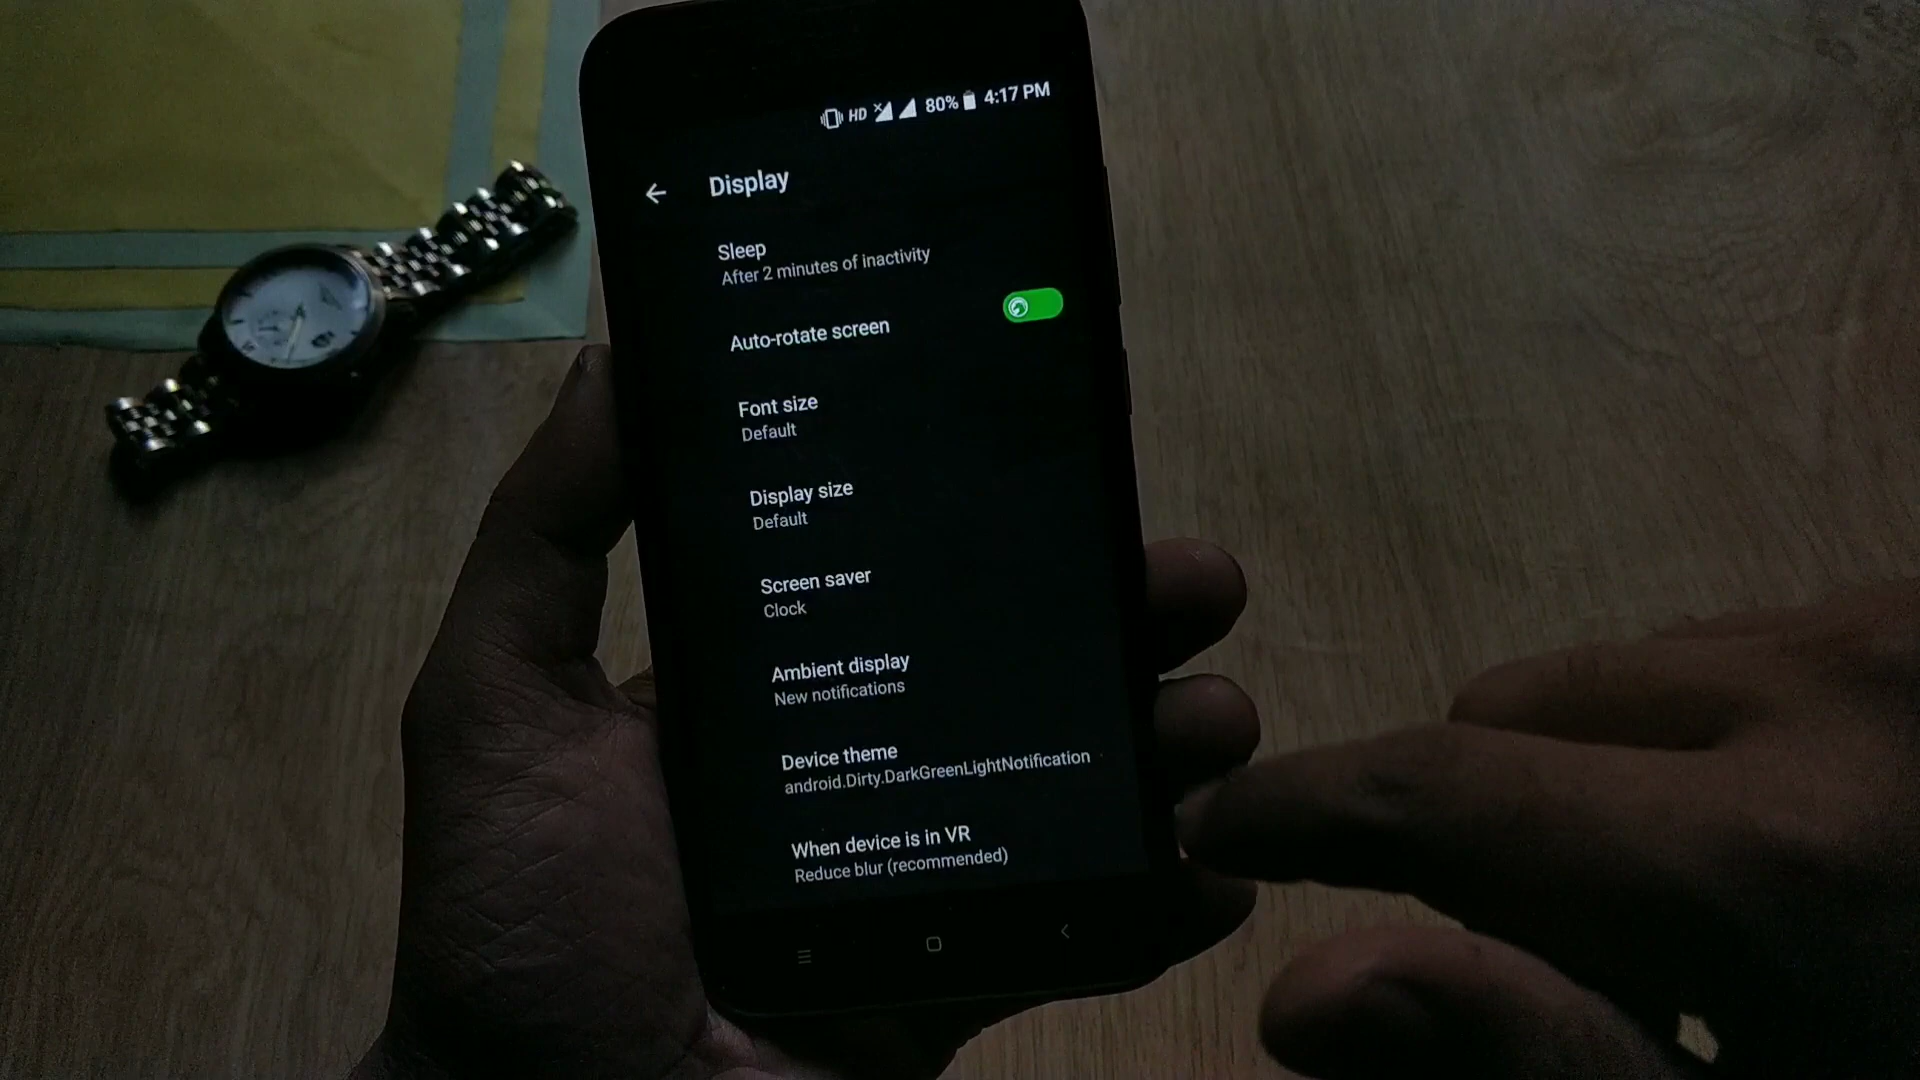 HD 80% 4:17 PM
Display
Sleep
After 2 minutes of inactivity
Auto-rotate screen
Font size
Default
Display size
Default
Screen saver
Clock
Ambient display
New notifications
Device theme
android.Dirty.DarkGreenLightNotification
When device is in VR
Reduce blur (recommended)